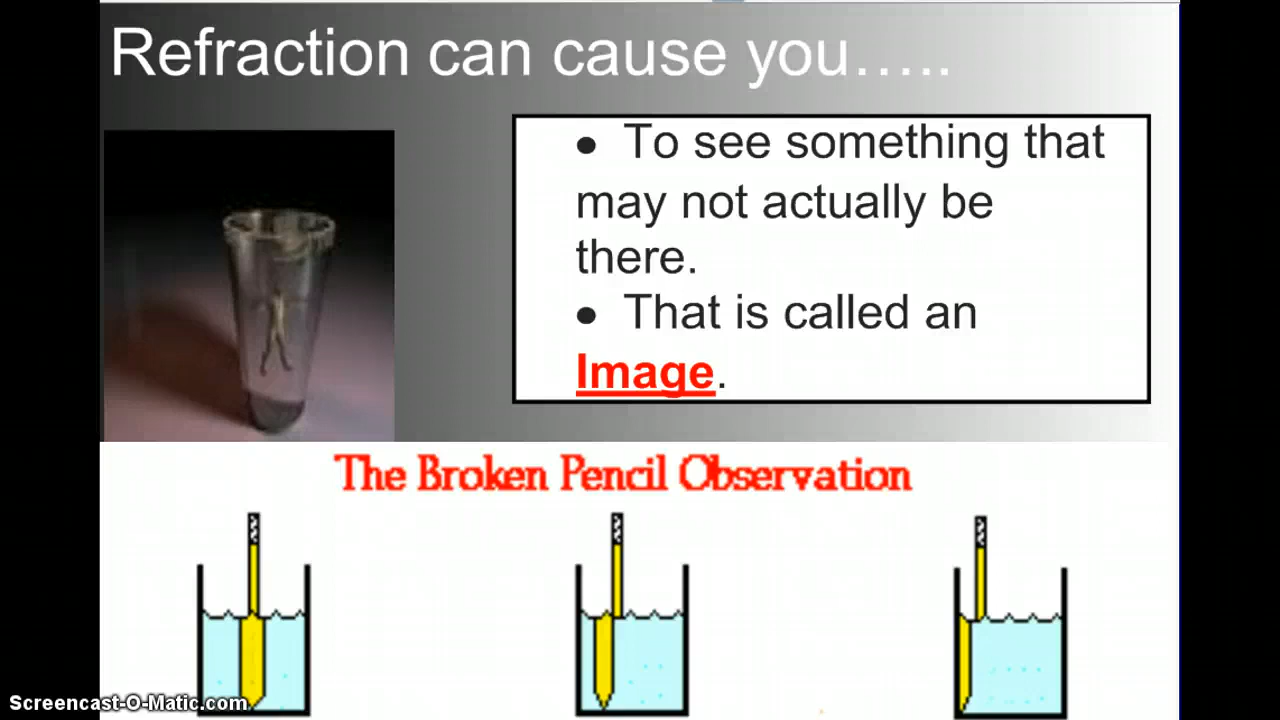 Refraction can cause you…..
• To see something that
may not actually be
there.
• That is called an
Image.
The Broken Pencil Observation
Screencast-O-Matic.com